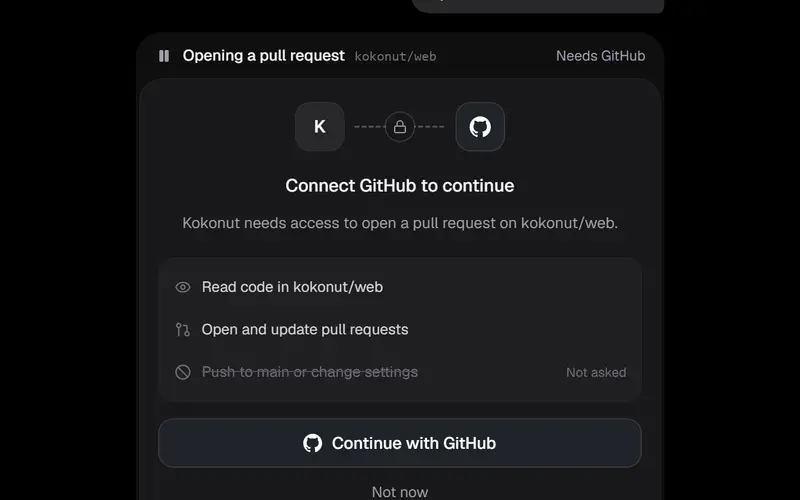 Opening a pull request kokonut/web Needs GitHub
K
Connect GitHub to continue
Kokonut needs access to open a pull request on kokonut/web.
Read code in kokonut/web
Open and update pull requests
Push to main or change settings Not asked
Continue with GitHub
Not now